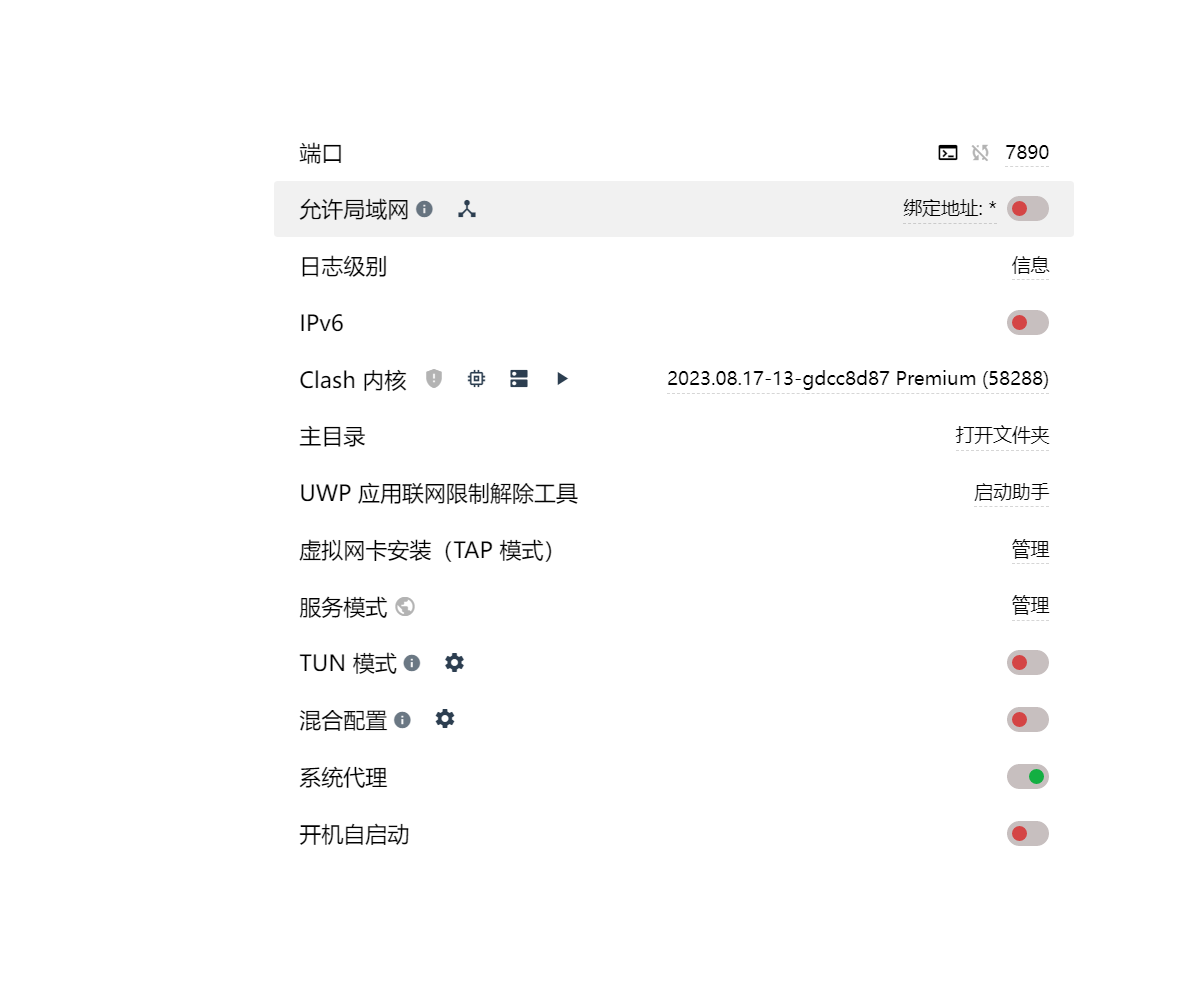 端口 7890
允许局域网 绑定地址: *
日志级别 信息
IPv6
Clash 内核 2023.08.17-13-gdcc8d87 Premium (58288)
主目录 打开文件夹
UWP 应用联网限制解除工具 启动助手
虚拟网卡安装（TAP 模式） 管理
服务模式 管理
TUN 模式
混合配置
系统代理
开机自启动